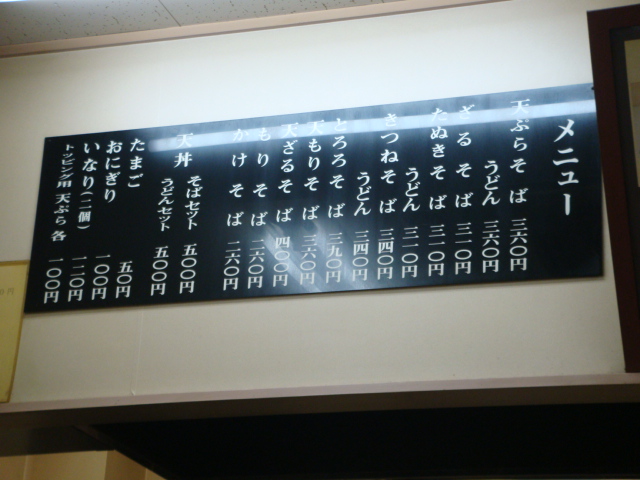 メニュー
天ぷらそば 三六〇円
うどん 三六〇円
ざるそば 三一〇円
たぬきそば 三一〇円
うどん 三一〇円
きつねそば 三四〇円
うどん 三四〇円
とろろそば 三九〇円
天もりそば 三六〇円
天ざるそば 四〇〇円
もりそば 二六〇円
かけそば 二六〇円
天丼 そばセット 五〇〇円
うどんセット 五〇〇円
たまご 五〇円
おにぎり 一〇〇円
いなり(二個) 一二〇円
トッピング用 天ぷら 各 一〇〇円